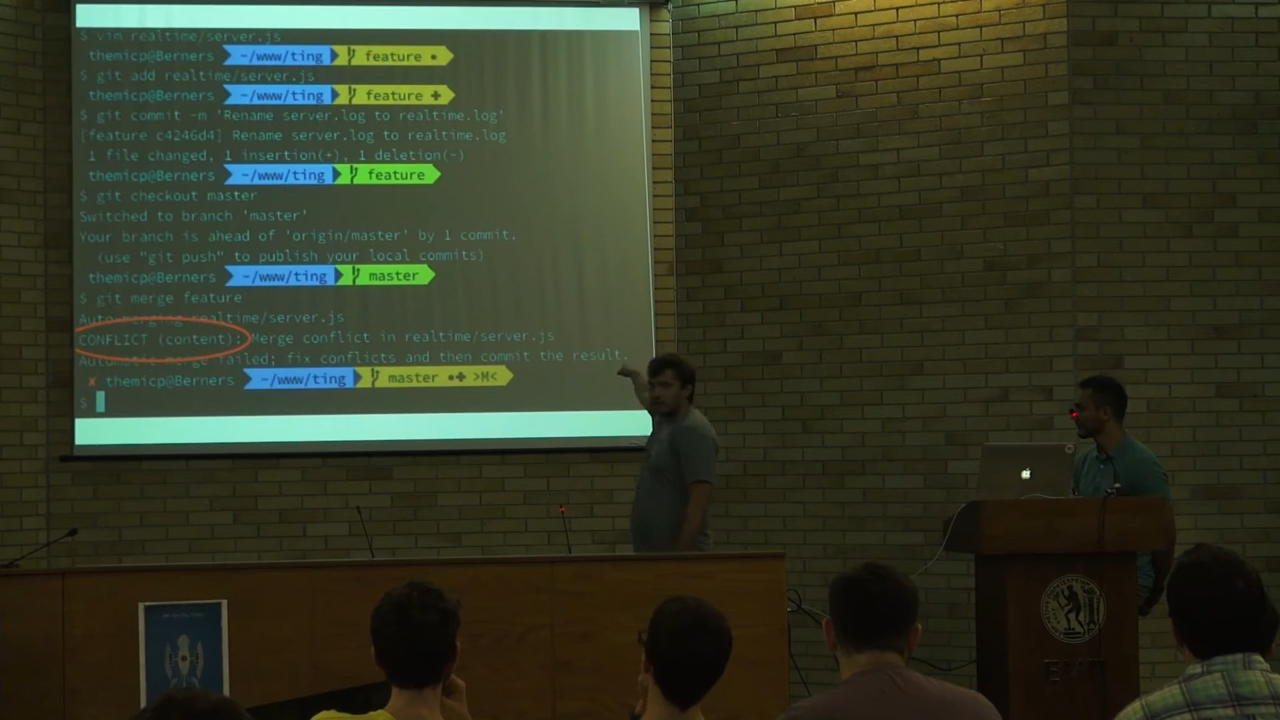 $ vim realtime/server.js
themicp@Berners ~/www/ting feature
$ git add realtime/server.js
themicp@Berners ~/www/ting feature +
$ git commit -m 'Rename server.log to realtime.log'
[feature c4246d4] Rename server.log to realtime.log
1 file changed, 1 insertion(+), 1 deletion(-)
themicp@Berners ~/www/ting feature
$ git checkout master
Switched to branch 'master'
Your branch is ahead of 'origin/master' by 1 commit.
(use "git push" to publish your local commits)
themicp@Berners ~/www/ting master
$ git merge feature
Auto-merging realtime/server.js
CONFLICT (content): Merge conflict in realtime/server.js
Automatic merge failed; fix conflicts and then commit the result.
✘ themicp@Berners ~/www/ting master •✚ >M<
$